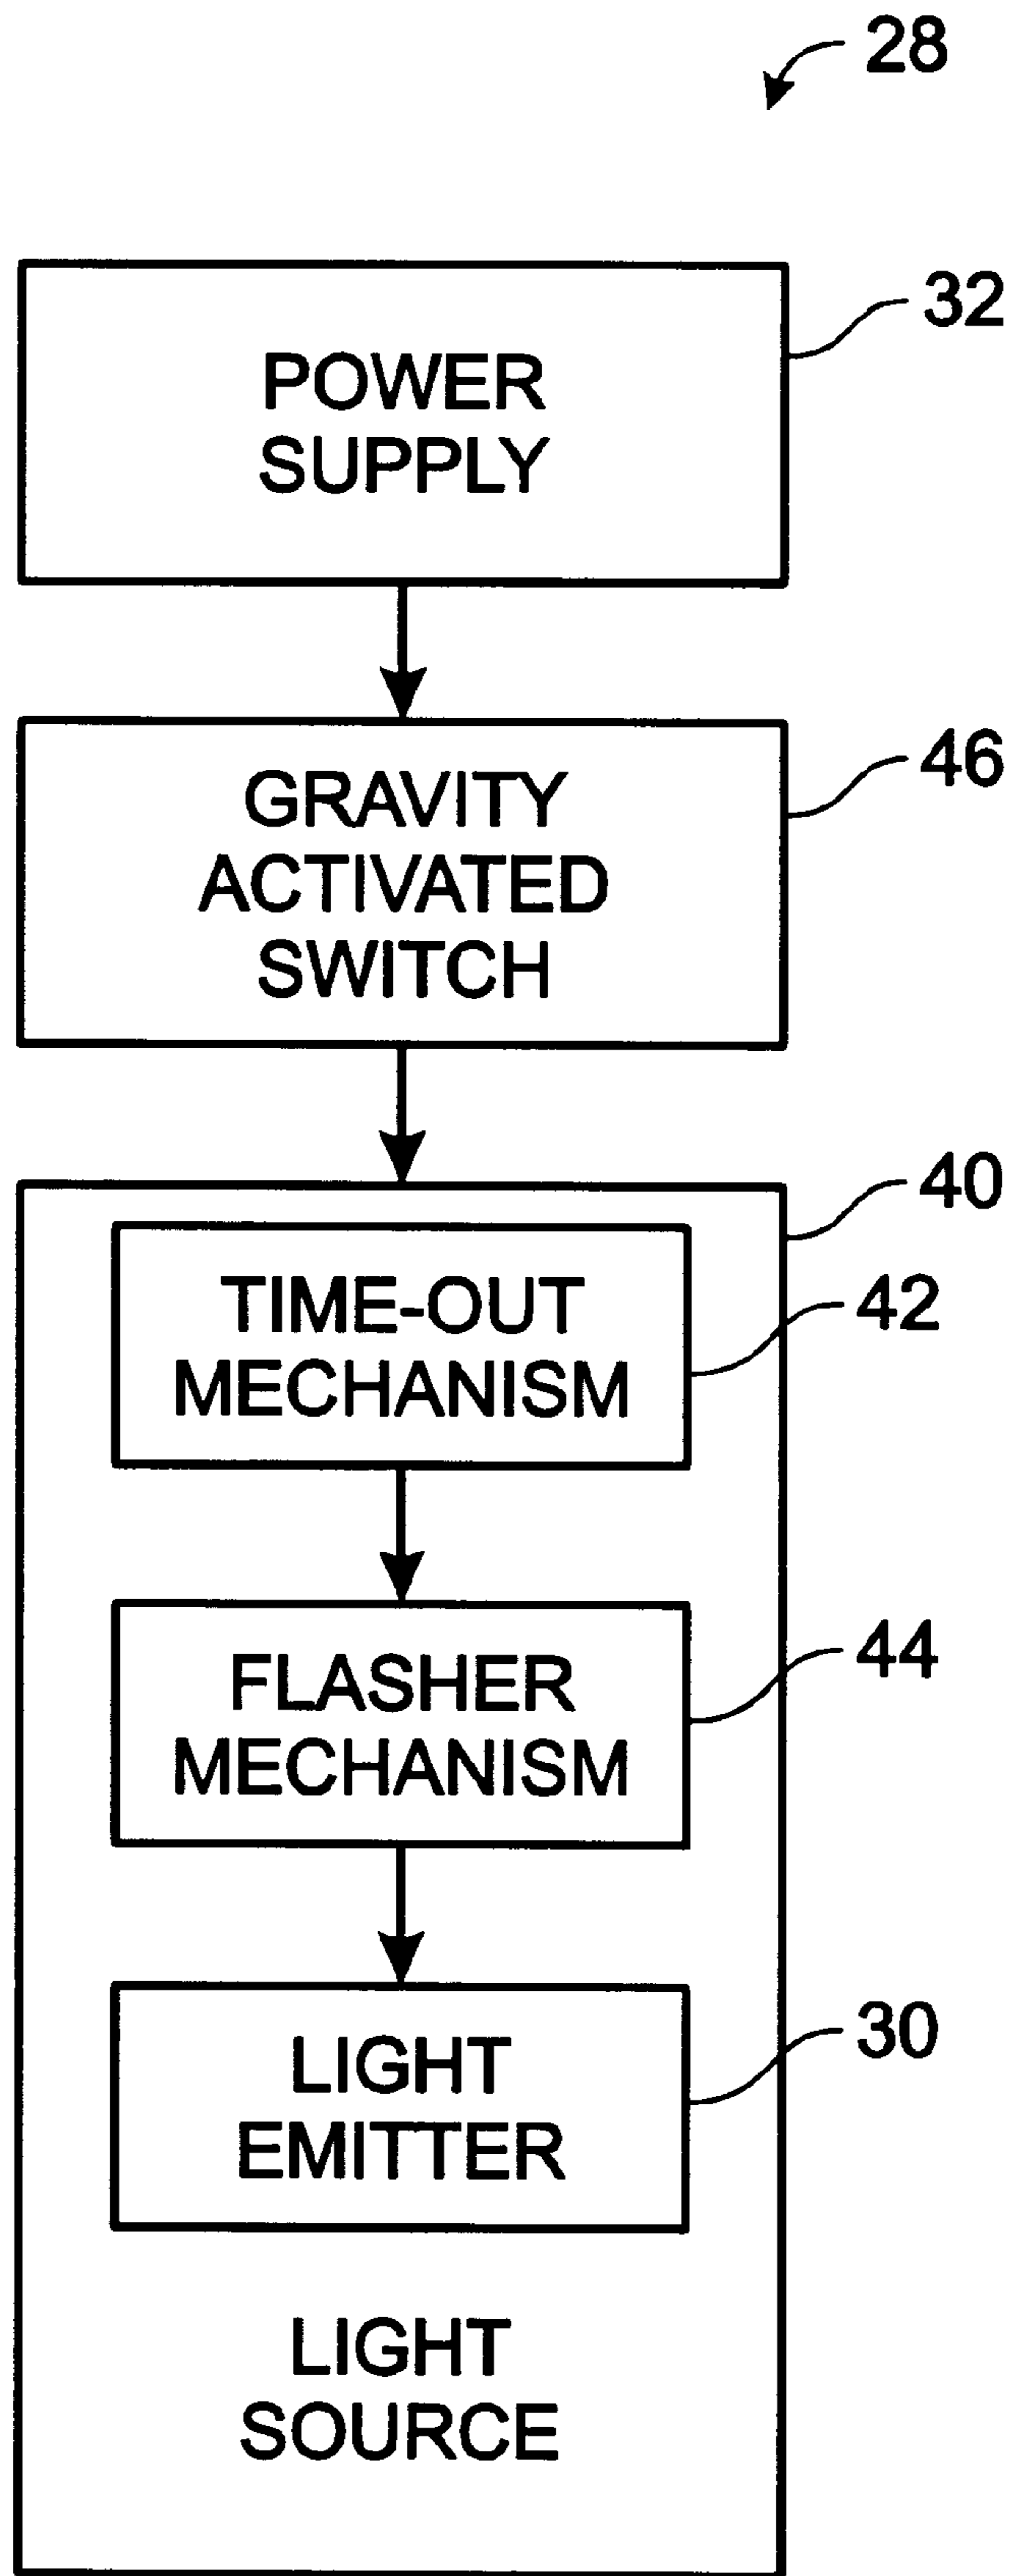 28
32
POWER
SUPPLY
46
GRAVITY
ACTIVATED
SWITCH
40
42
TIME-OUT
MECHANISM
44
FLASHER
MECHANISM
30
LIGHT
EMITTER
LIGHT
SOURCE